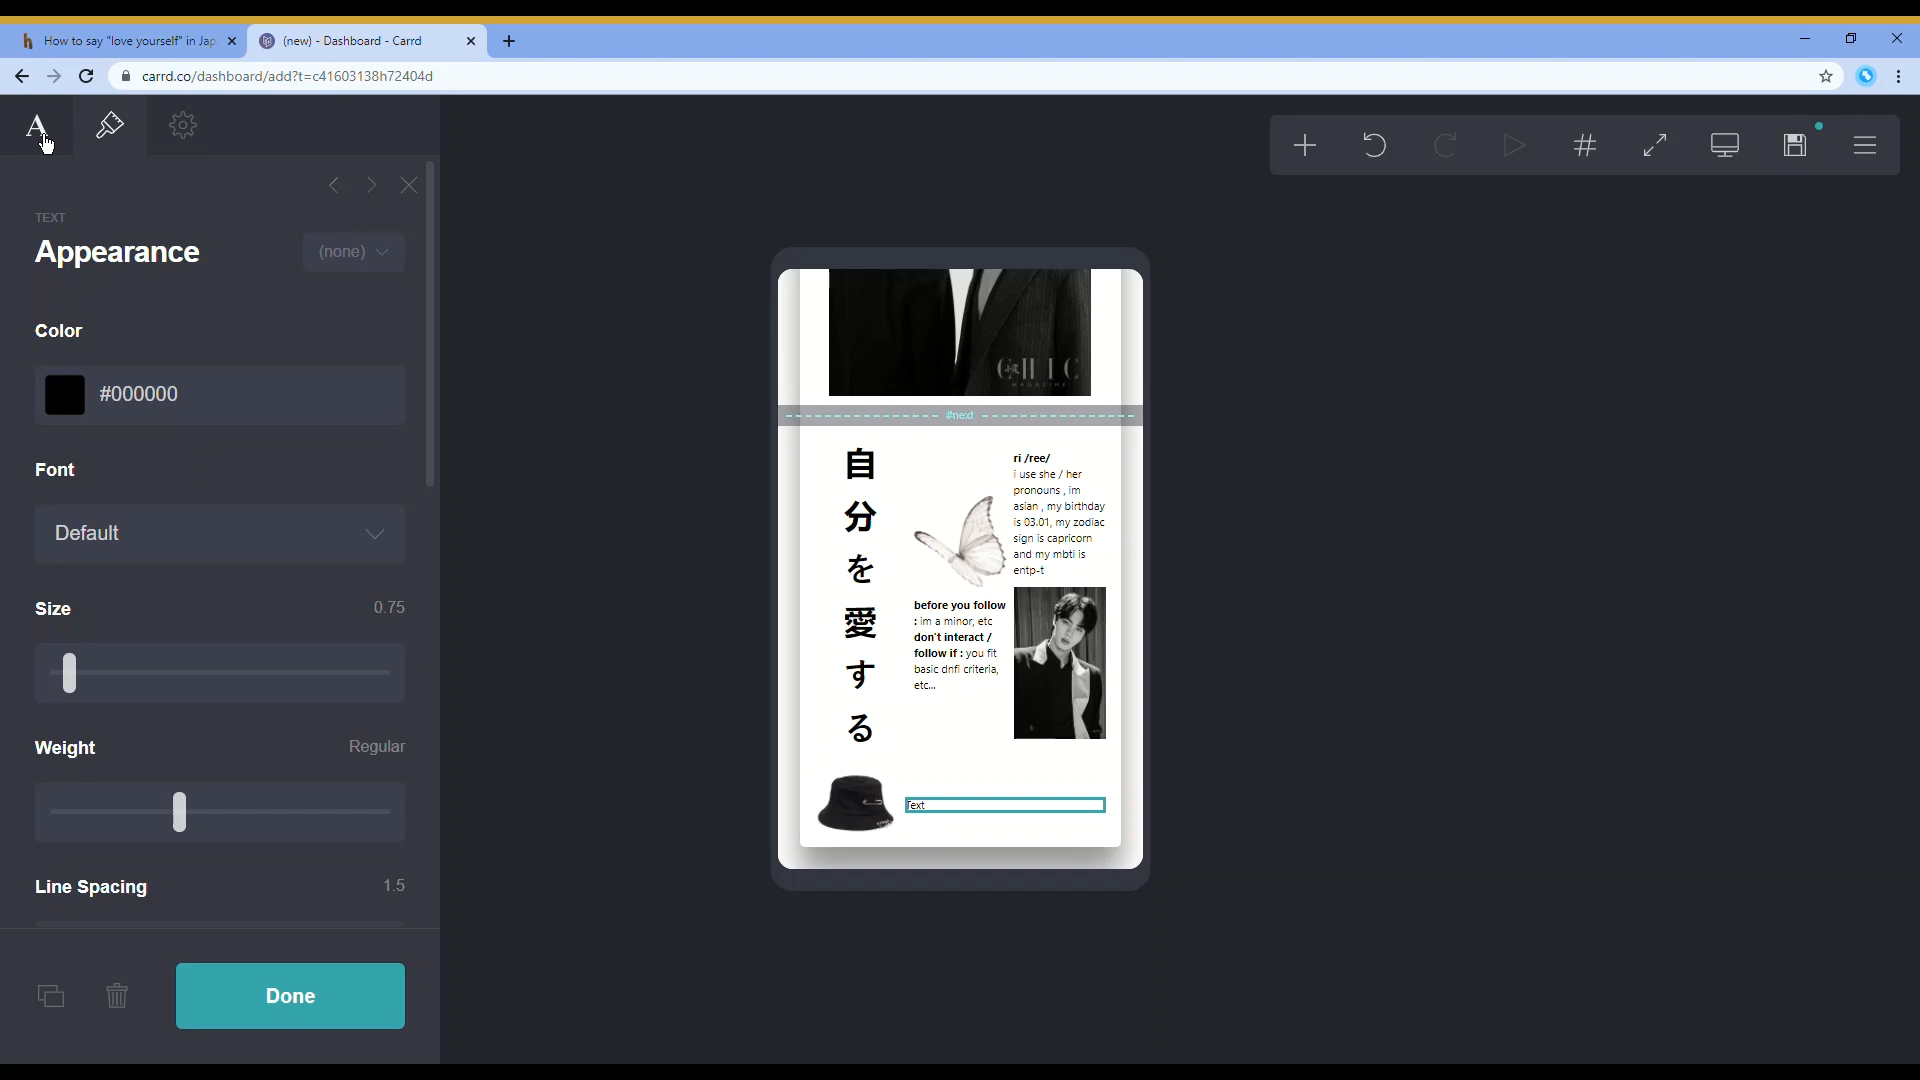 How to say "love yourself" in Jap
(new) - Dashboard - Carrd
carrd.co/dashboard/add?t=c41603138h72404d
A
#
TEXT
Appearance
(none)
Color
#000000
Font
Default
Size
0.75
Weight
Regular
Line Spacing
1.5
Done
CHIC
MAGAZINE
#next
自
分
を
愛
す
る
ri /ree/
i use she / her
pronouns , im
asian , my birthday
is 03.01, my zodiac
sign is capricorn
and my mbti is
entp-t
before you follow
: im a minor, etc
don't interact /
follow if : you fit
basic dnfi criteria,
etc...
Text